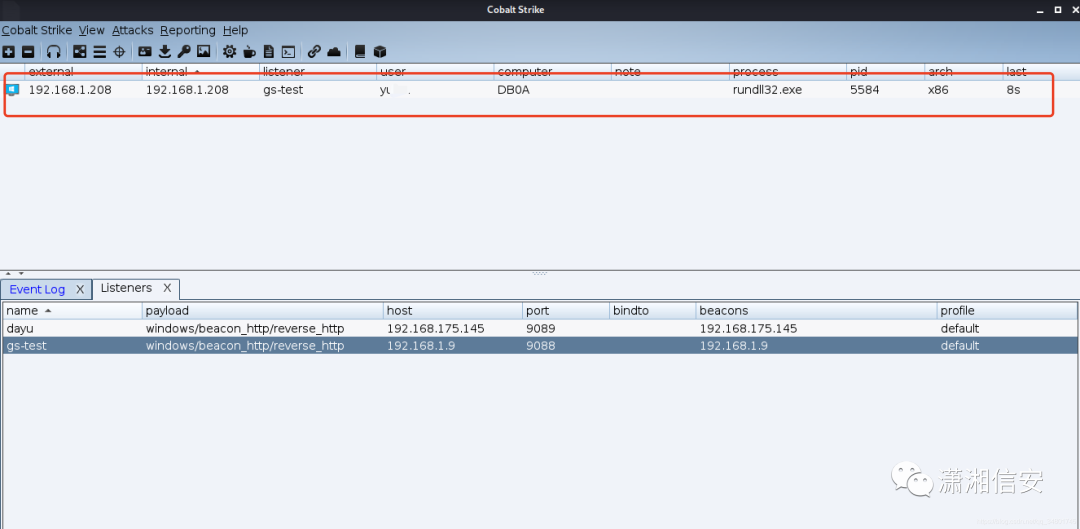 Cobalt Strike
Cobalt Strike View Attacks Reporting Help
external internal listener user computer note process pid arch last
192.168.1.208 192.168.1.208 gs-test DB0A rundll32.exe 5584 x86 8s
Event Log X Listeners X
name payload host port bindto beacons profile
dayu windows/beacon_http/reverse_http 192.168.175.145 9089 192.168.175.145 default
gs-test windows/beacon_http/reverse_http 192.168.1.9 9088 192.168.1.9 default
潇湘信安